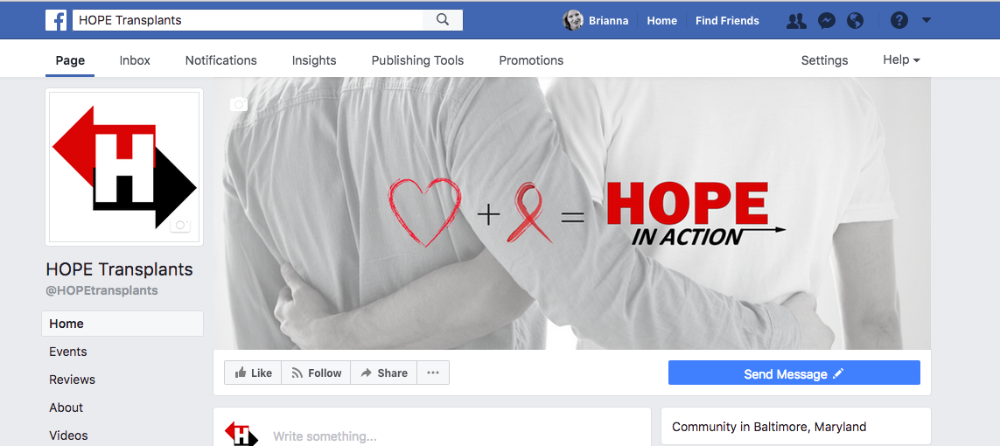 HOPE Transplants
Brianna Home Find Friends
Page Inbox Notifications Insights Publishing Tools Promotions Settings Help
H
HOPE
IN ACTION
+ =
HOPE Transplants
@HOPEtransplants
Home
Events
Reviews
About
Videos
Like Follow Share ...
Send Message
H
Write something...
Community in Baltimore, Maryland